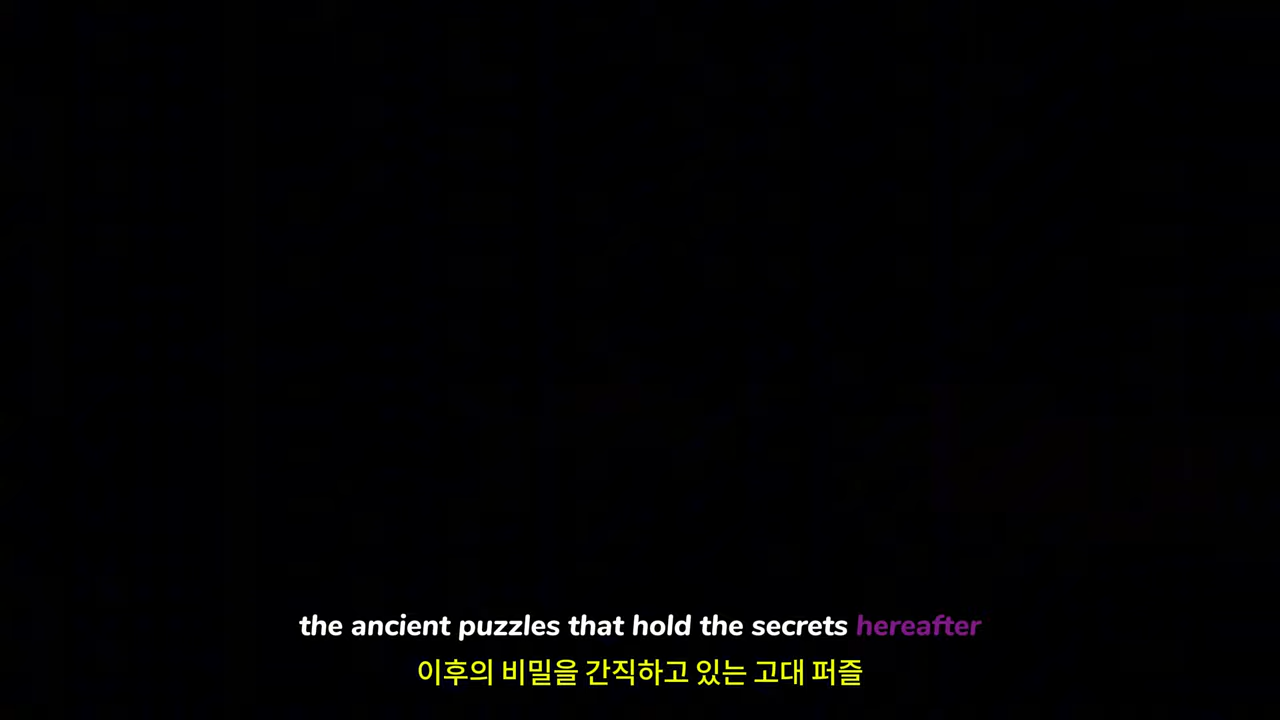 the ancient puzzles that hold the secrets hereafter
이후의 비밀을 간직하고 있는 고대 퍼즐